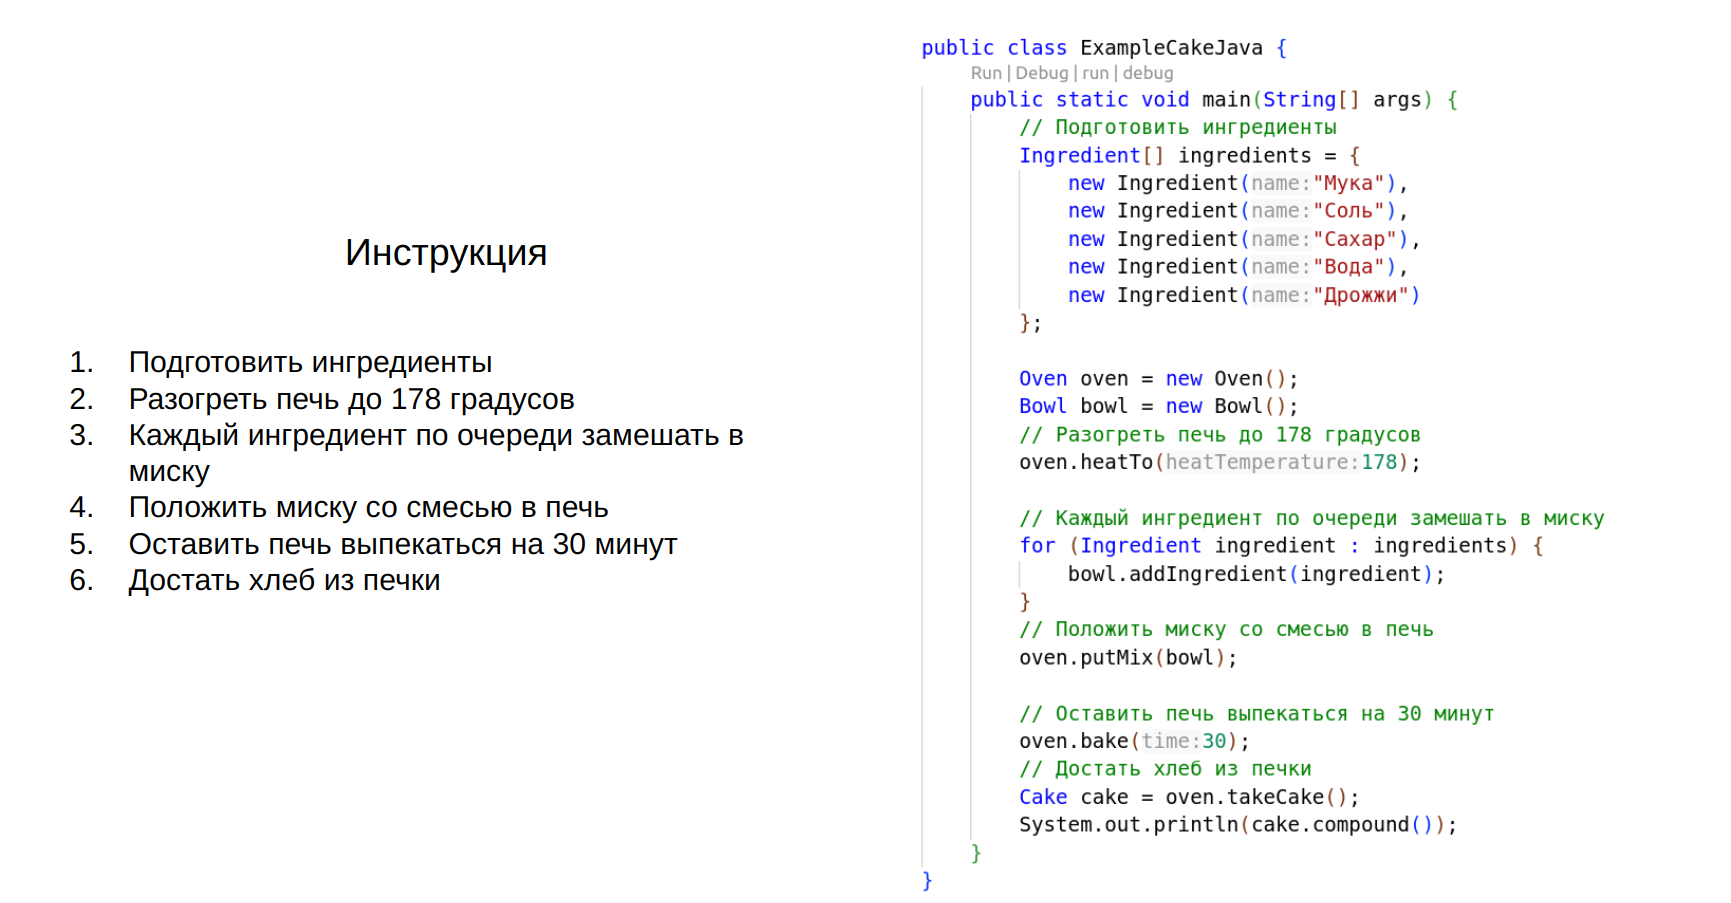 Инструкция
1. Подготовить ингредиенты
2. Разогреть печь до 178 градусов
3. Каждый ингредиент по очереди замешать в
миску
4. Положить миску со смесью в печь
5. Оставить печь выпекаться на 30 минут
6. Достать хлеб из печки
public class ExampleCakeJava {
Run | Debug | run | debug
public static void main(String[] args) {
// Подготовить ингредиенты
Ingredient[] ingredients = {
new Ingredient(name:"Мука"),
new Ingredient(name:"Соль"),
new Ingredient(name:"Сахар"),
new Ingredient(name:"Вода"),
new Ingredient(name:"Дрожжи")
};
Oven oven = new Oven();
Bowl bowl = new Bowl();
// Разогреть печь до 178 градусов
oven.heatTo(heatTemperature:178);
// Каждый ингредиент по очереди замешать в миску
for (Ingredient ingredient : ingredients) {
bowl.addIngredient(ingredient);
}
// Положить миску со смесью в печь
oven.putMix(bowl);
// Оставить печь выпекаться на 30 минут
oven.bake(time:30);
// Достать хлеб из печки
Cake cake = oven.takeCake();
System.out.println(cake.compound());
}
}